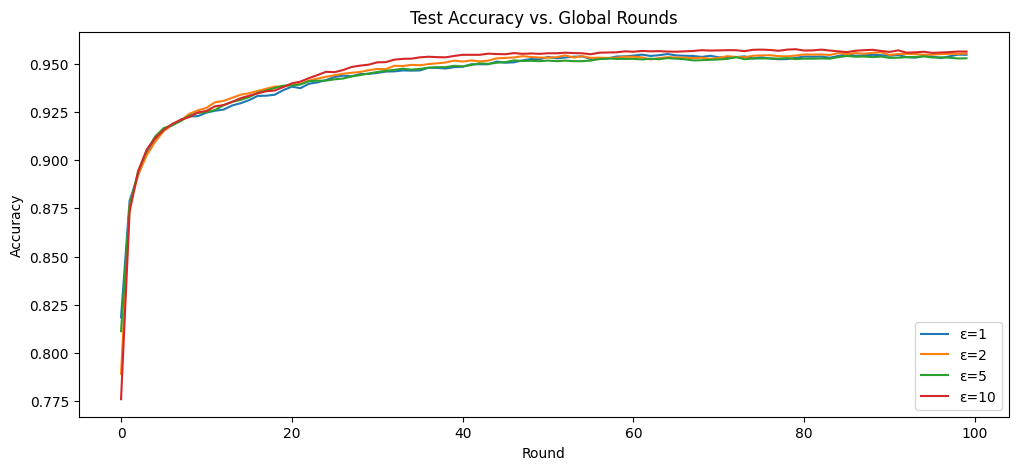 Test Accuracy vs. Global Rounds
Accuracy
0.950
0.925
0.900
0.875
0.850
0.825
0.800
0.775
0
20
40
60
80
100
Round
ε=1
ε=2
ε=5
ε=10